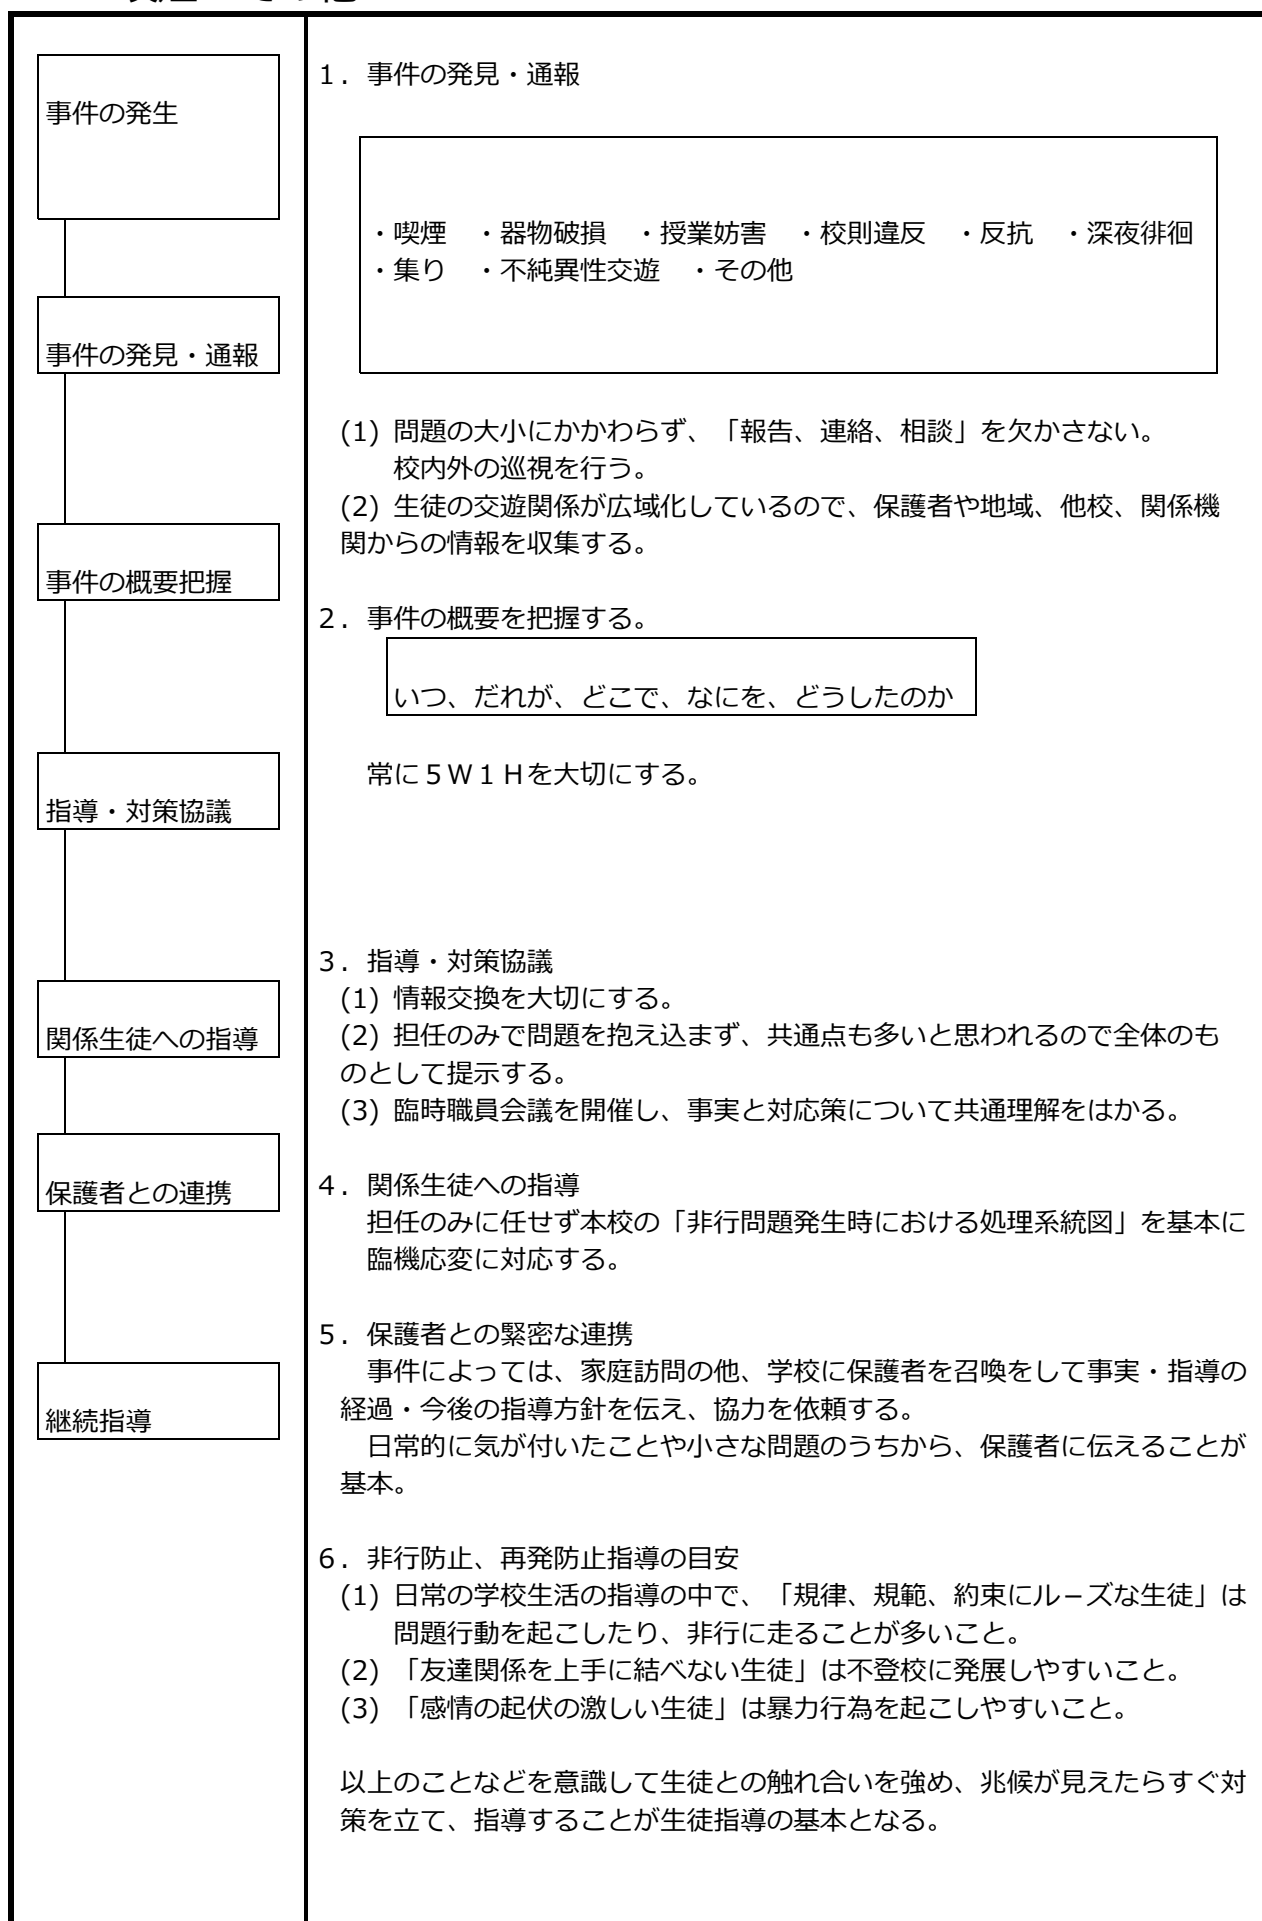 事件の発生
事件の発見・通報
事件の概要把握
指導・対策協議
関係生徒への指導
保護者との連携
継続指導
１．事件の発見・通報
・喫煙　・器物破損　・授業妨害　・校則違反　・反抗　・深夜徘徊
・集り　・不純異性交遊　・その他
(1) 問題の大小にかかわらず、「報告、連絡、相談」を欠かさない。
校内外の巡視を行う。
(2) 生徒の交遊関係が広域化しているので、保護者や地域、他校、関係機
関からの情報を収集する。
２．事件の概要を把握する。
いつ、だれが、どこで、なにを、どうしたのか
常に５Ｗ１Ｈを大切にする。
３．指導・対策協議
(1) 情報交換を大切にする。
(2) 担任のみで問題を抱え込まず、共通点も多いと思われるので全体のも
のとして提示する。
(3) 臨時職員会議を開催し、事実と対応策について共通理解をはかる。
４．関係生徒への指導
担任のみに任せず本校の「非行問題発生時における処理系統図」を基本に
臨機応変に対応する。
５．保護者との緊密な連携
事件によっては、家庭訪問の他、学校に保護者を召喚をして事実・指導の
経過・今後の指導方針を伝え、協力を依頼する。
日常的に気が付いたことや小さな問題のうちから、保護者に伝えることが
基本。
６．非行防止、再発防止指導の目安
(1) 日常の学校生活の指導の中で、「規律、規範、約束にル－ズな生徒」は
問題行動を起こしたり、非行に走ることが多いこと。
(2) 「友達関係を上手に結べない生徒」は不登校に発展しやすいこと。
(3) 「感情の起伏の激しい生徒」は暴力行為を起こしやすいこと。
以上のことなどを意識して生徒との触れ合いを強め、兆候が見えたらすぐ対
策を立て、指導することが生徒指導の基本となる。